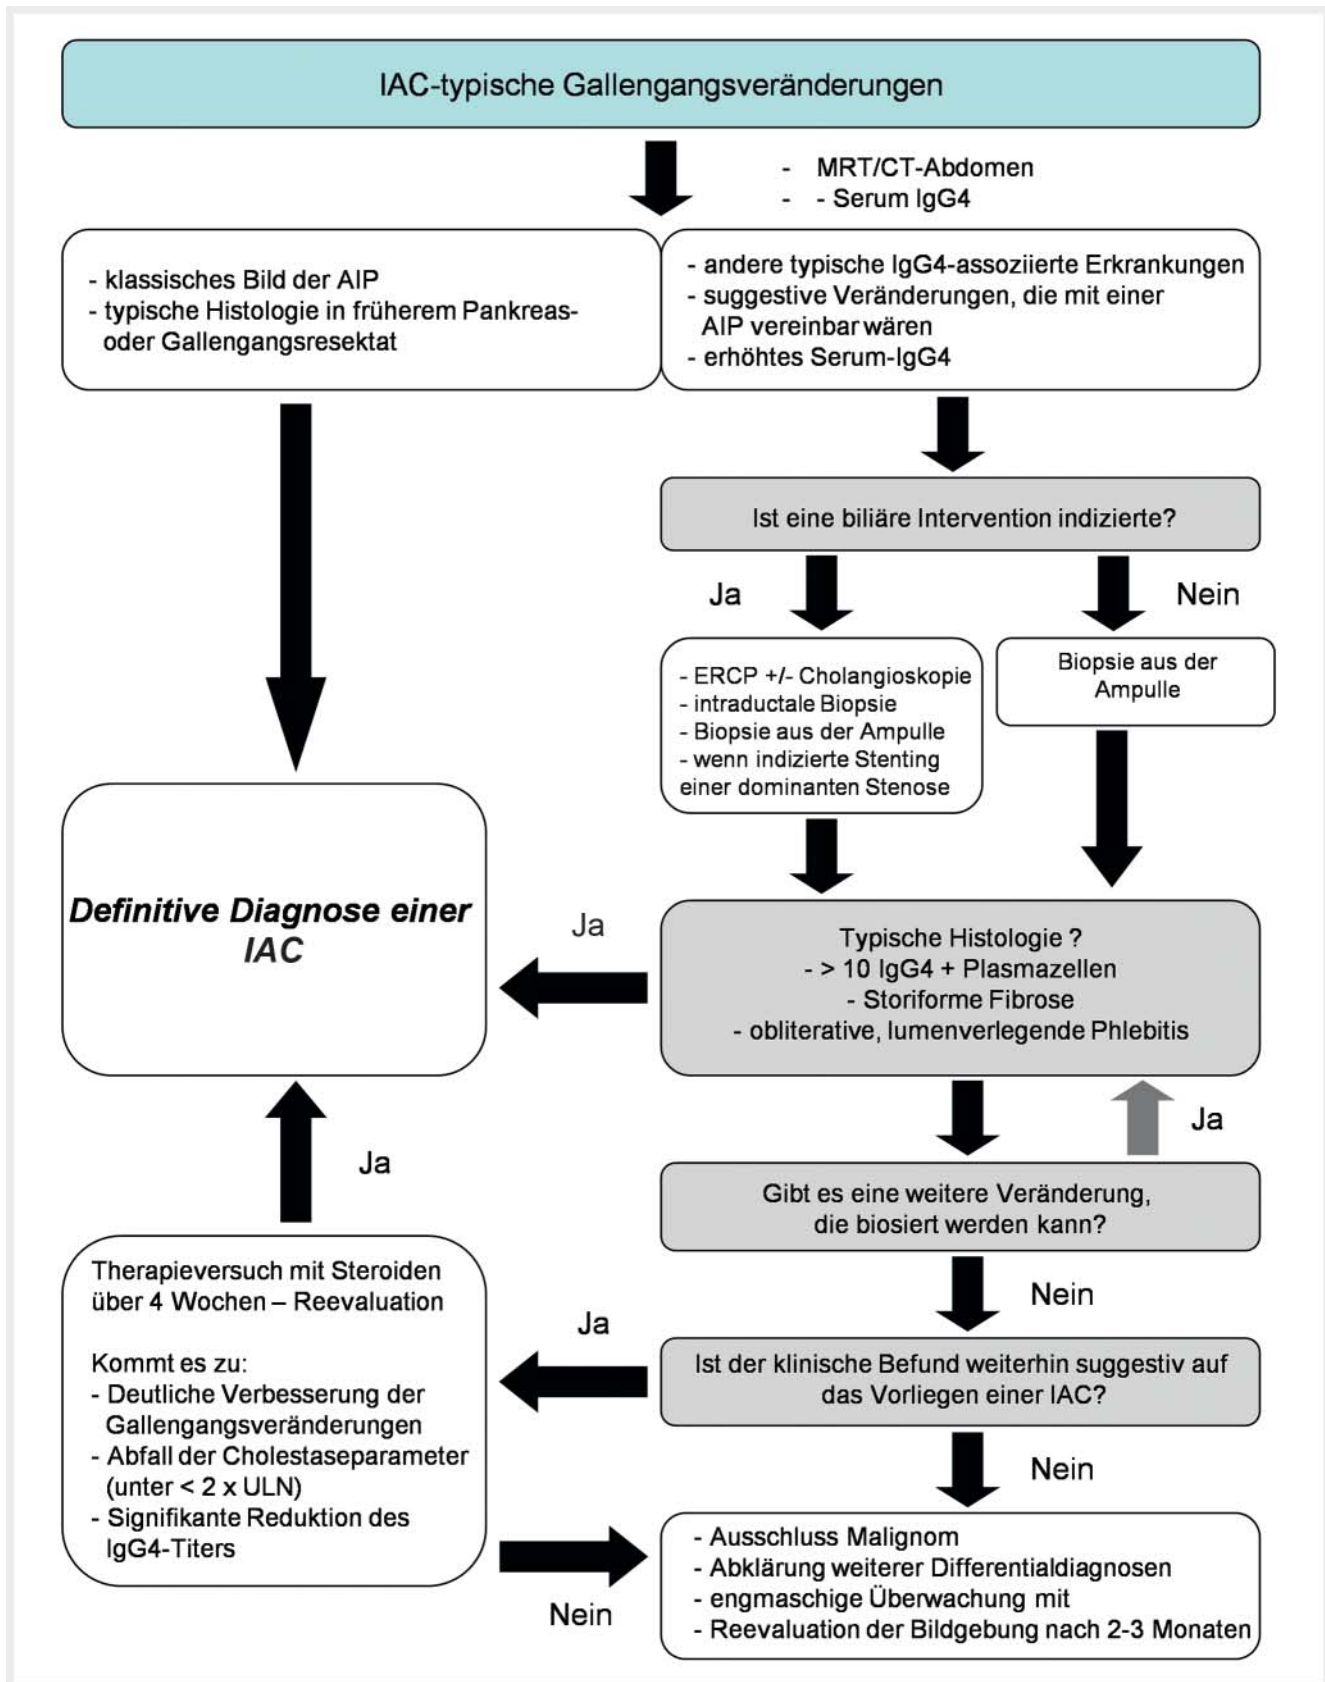 IAC-typische Gallengangsveränderungen
- MRT/CT-Abdomen
- - Serum IgG4
- klassisches Bild der AIP
- typische Histologie in früherem Pankreas-
oder Gallengangsresektat
- andere typische IgG4-assoziierte Erkrankungen
- suggestive Veränderungen, die mit einer
AIP vereinbar wären
- erhöhtes Serum-IgG4
Ist eine biliäre Intervention indizierte?
Ja
Nein
- ERCP +/- Cholangioskopie
- intraductale Biopsie
- Biopsie aus der Ampulle
- wenn indizierte Stenting
einer dominanten Stenose
Biopsie aus der
Ampulle
Definitive Diagnose einer
IAC
Ja
Typische Histologie ?
- > 10 IgG4 + Plasmazellen
- Storiforme Fibrose
- obliterative, lumenverlegende Phlebitis
Ja
Ja
Gibt es eine weitere Veränderung,
die biosiert werden kann?
Nein
Therapieversuch mit Steroiden
über 4 Wochen – Reevaluation
Kommt es zu:
- Deutliche Verbesserung der
Gallengangsveränderungen
- Abfall der Cholestaseparameter
(unter < 2 x ULN)
- Signifikante Reduktion des
IgG4-Titers
Ja
Ist der klinische Befund weiterhin suggestiv auf
das Vorliegen einer IAC?
Nein
Nein
- Ausschluss Malignom
- Abklärung weiterer Differentialdiagnosen
- engmaschige Überwachung mit
- Reevaluation der Bildgebung nach 2-3 Monaten